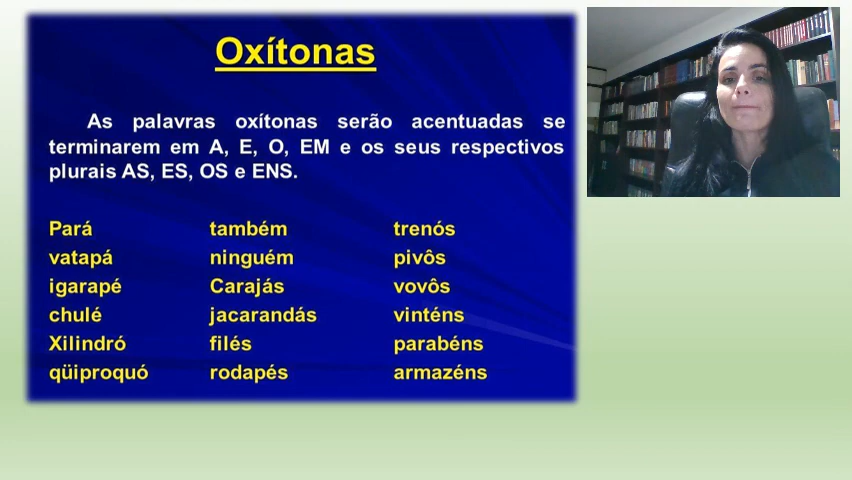 Oxítonas
As palavras oxítonas serão acentuadas se
terminarem em A, E, O, EM e os seus respectivos
plurais AS, ES, OS e ENS.
Pará também trenós
vatapá ninguém pivôs
igarapé Carajás vovôs
chulé jacarandás vinténs
Xilindró filés parabéns
qüiproquó rodapés armazéns